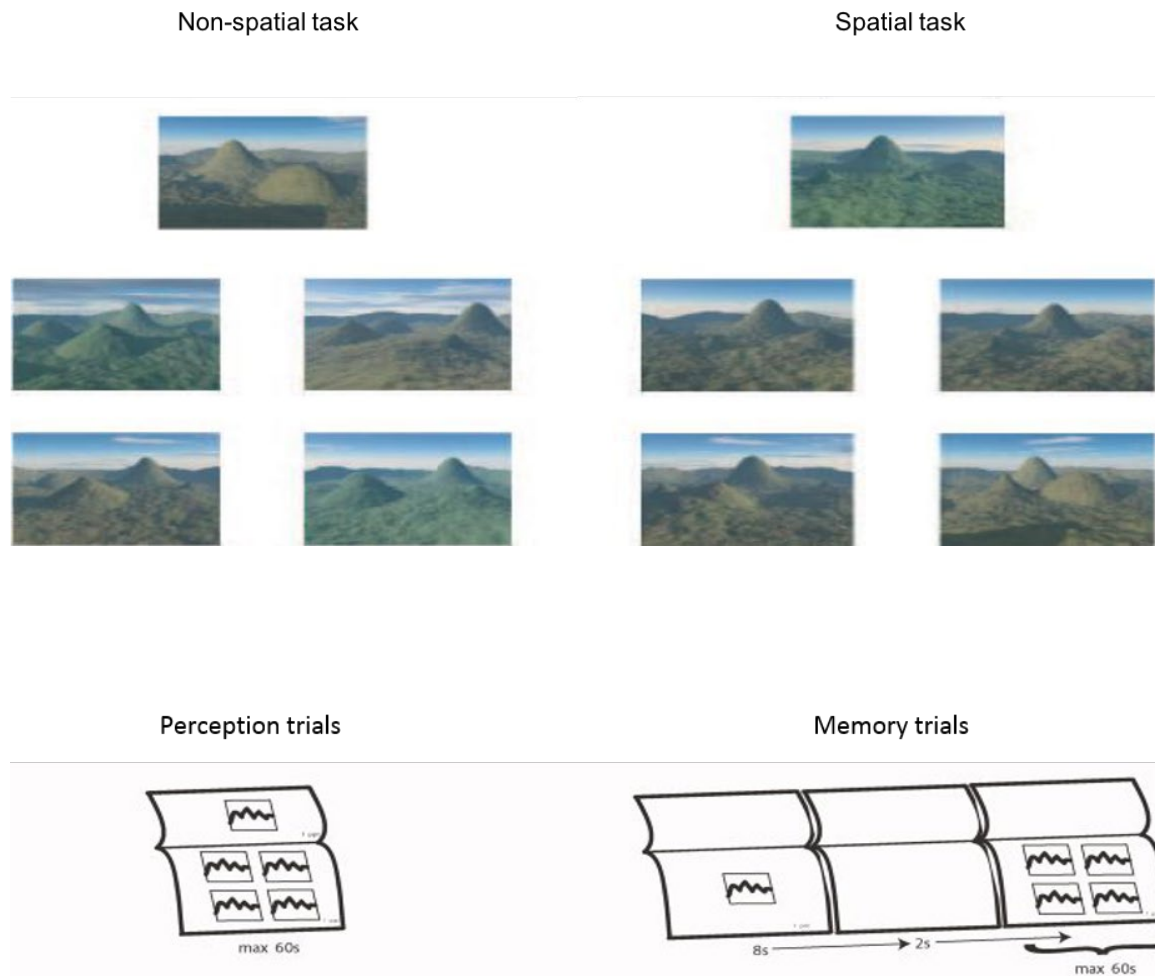 Non-spatial task
Spatial task
Perception trials
Memory trials
max 60s
8s
2s
max 60s